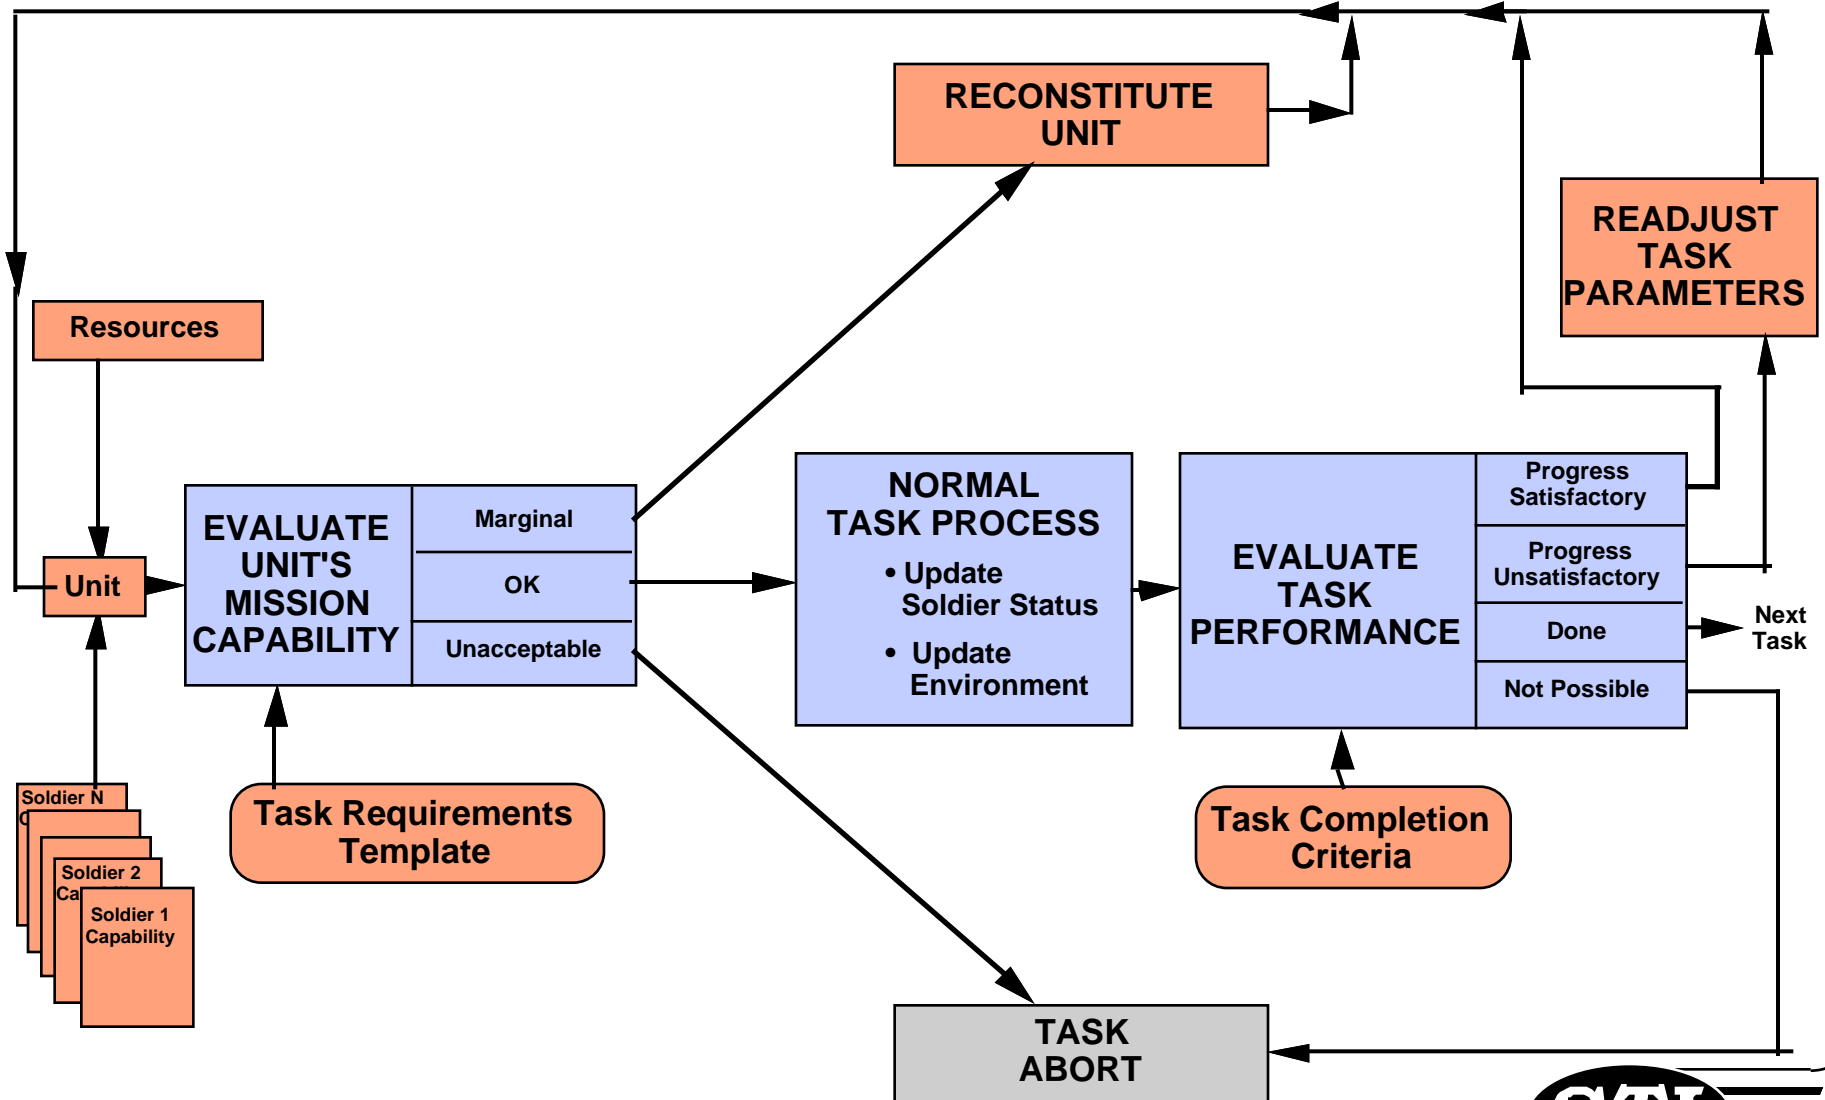 RECONSTITUTE
UNIT
READJUST
TASK
PARAMETERS
Resources
Unit
EVALUATE
UNIT'S
MISSION
CAPABILITY
Marginal
OK
Unacceptable
NORMAL
TASK PROCESS
• Update
Soldier Status
• Update
Environment
EVALUATE
TASK
PERFORMANCE
Progress
Satisfactory
Progress
Unsatisfactory
Done
Not Possible
Next
Task
Soldier N
Soldier 2
Soldier 1
Capability
Task Requirements
Template
Task Completion
Criteria
TASK
ABORT